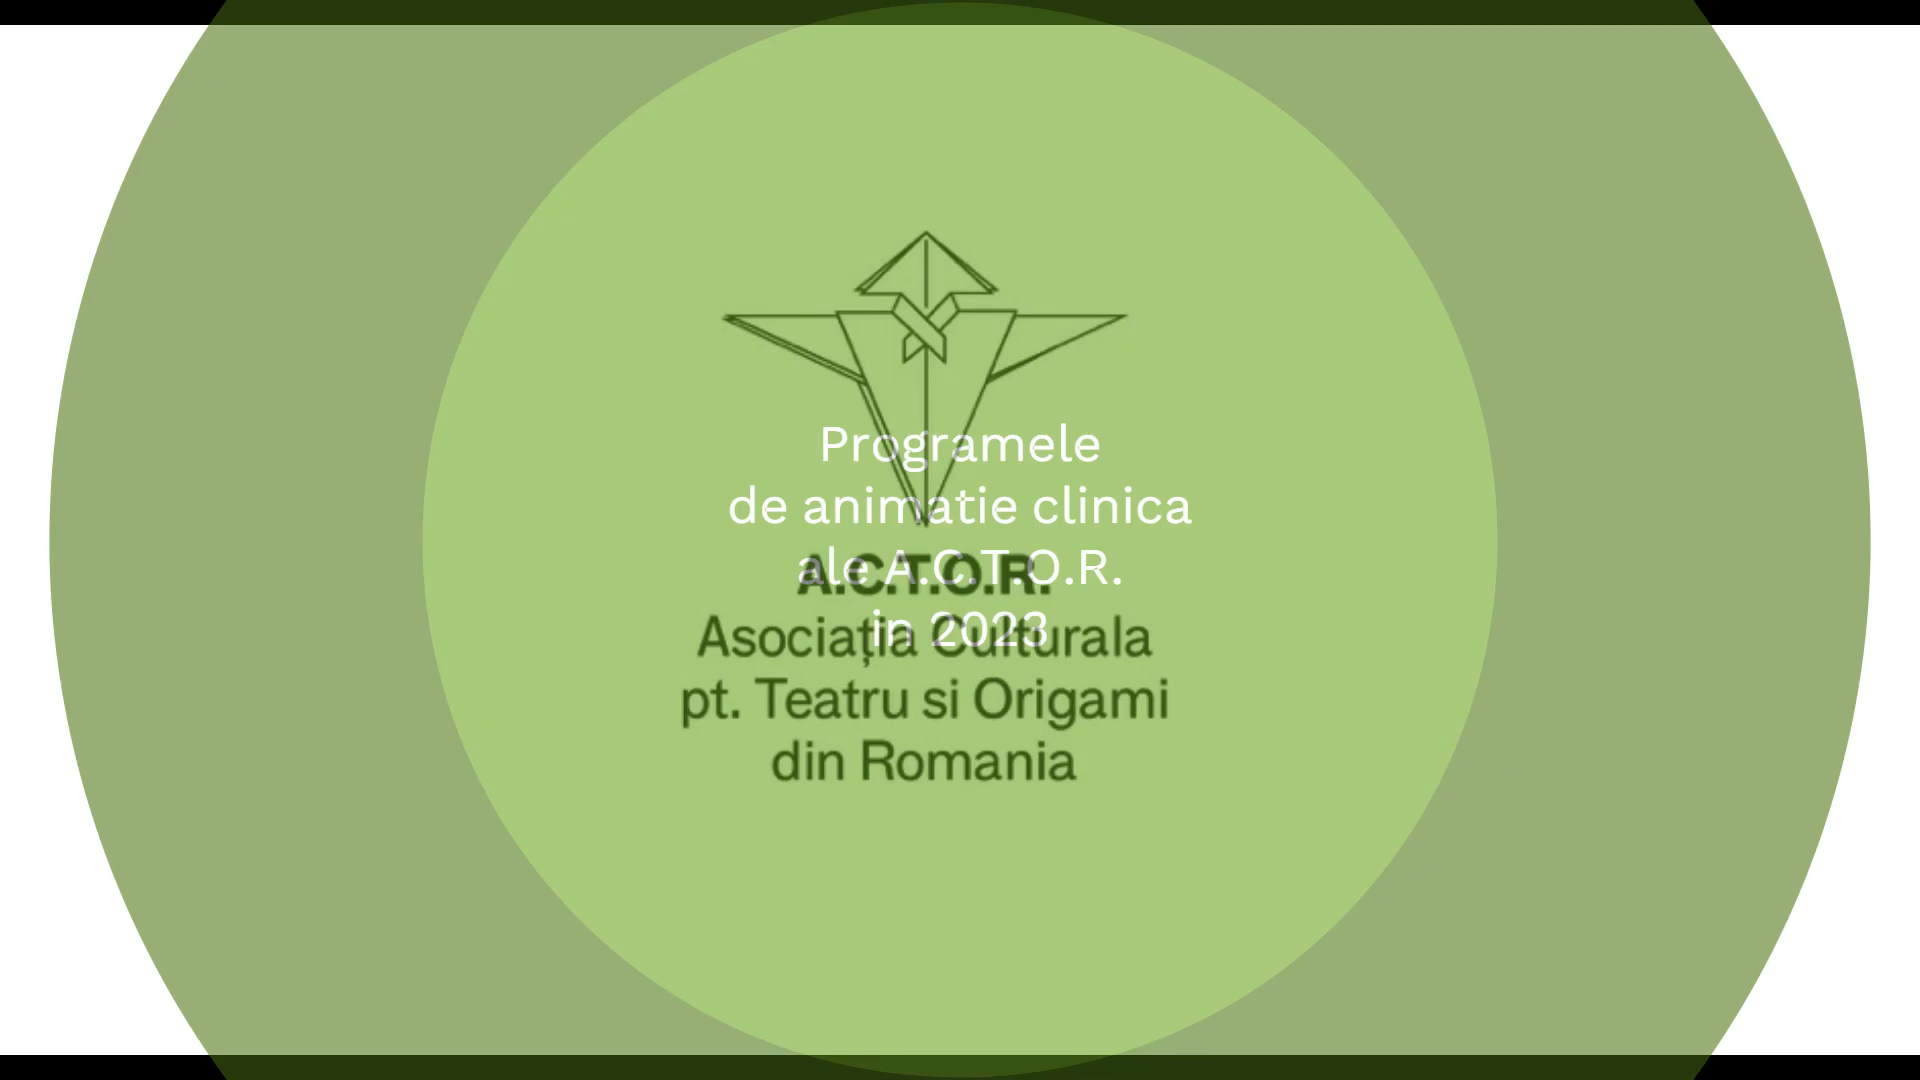 Programele
de animatie clinica
ale A.C.T.O.R.
in 2023
A.C.T.O.R.
Asociația Culturala
pt. Teatru si Origami
din Romania